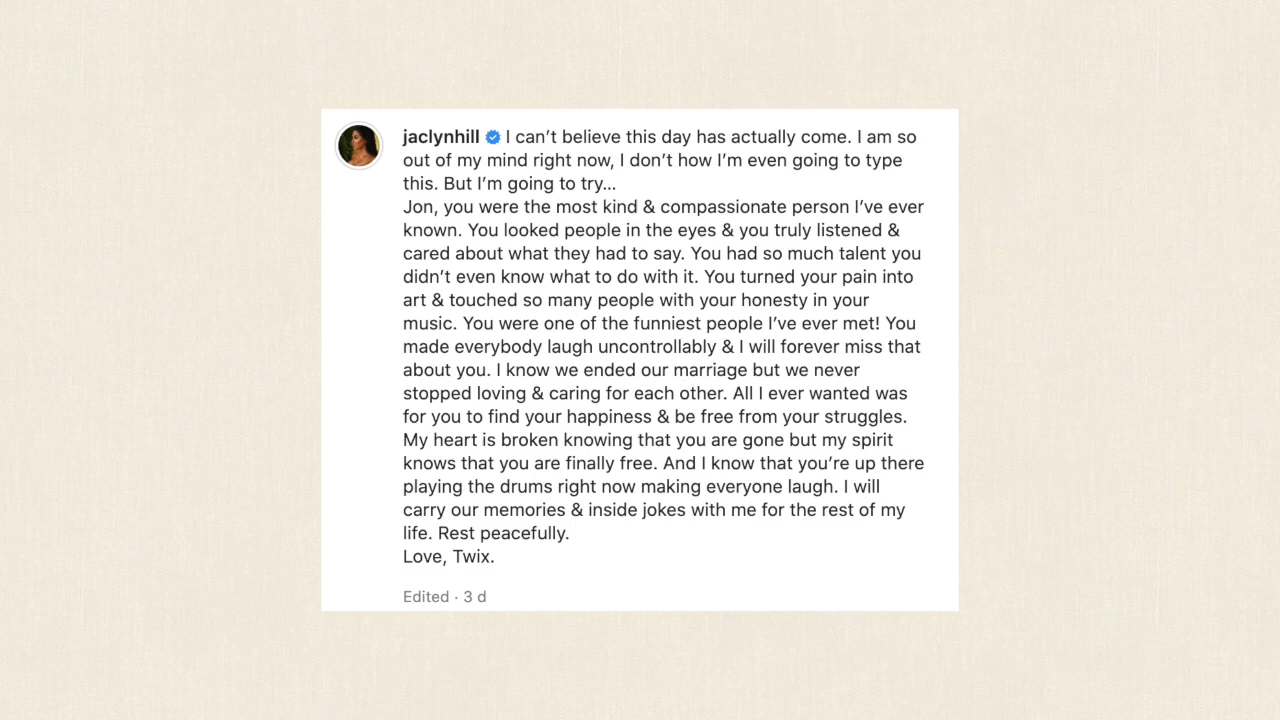 jaclynhill I can’t believe this day has actually come. I am so
out of my mind right now, I don’t how I’m even going to type
this. But I’m going to try...
Jon, you were the most kind & compassionate person I’ve ever
known. You looked people in the eyes & you truly listened &
cared about what they had to say. You had so much talent you
didn’t even know what to do with it. You turned your pain into
art & touched so many people with your honesty in your
music. You were one of the funniest people I’ve ever met! You
made everybody laugh uncontrollably & I will forever miss that
about you. I know we ended our marriage but we never
stopped loving & caring for each other. All I ever wanted was
for you to find your happiness & be free from your struggles.
My heart is broken knowing that you are gone but my spirit
knows that you are finally free. And I know that you’re up there
playing the drums right now making everyone laugh. I will
carry our memories & inside jokes with me for the rest of my
life. Rest peacefully.
Love, Twix.
Edited · 3 d